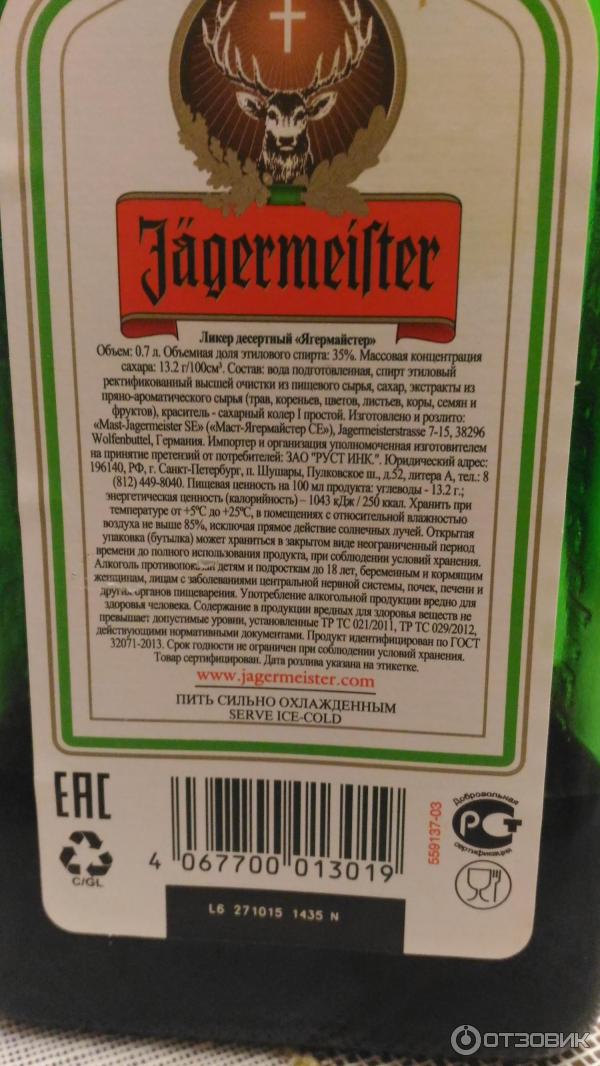 Jägermeiſter
Ликер десертный «Ягермайстер»
Объем: 0.7 л. Объемная доля этилового спирта: 35%. Массовая концентрация
сахара: 13.2 г/100см³. Состав: вода подготовленная, спирт этиловый
ректификованный высшей очистки из пищевого сырья, сахар, экстракты из
пряно-ароматического сырья (трав, кореньев, цветов, листьев, коры, семян и
фруктов), краситель - сахарный колер I простой. Изготовлено и розлито:
«Mast-Jagermeister SE» («Маст-Ягермайстер СЕ»), Jagermeisterstrasse 7-15, 38296
Wolfenbuttel, Германия. Импортер и организация уполномоченная изготовителем
на принятие претензий от потребителей: ЗАО "РУСТ ИНК.". Юридический адрес:
196140, РФ, г. Санкт-Петербург, п. Шушары, Пулковское ш., д.52, литера А, тел.: 8
(812) 449-8040. Пищевая ценность на 100 мл продукта: углеводы - 13.2 г.;
энергетическая ценность (калорийность) – 1043 кДж / 250 ккал. Хранить при
температуре от +5ºС до +25ºС, в помещениях с относительной влажностью
воздуха не выше 85%, исключая прямое действие солнечных лучей. Открытая
упаковка (бутылка) может храниться в закрытом виде неограниченный период
времени до полного использования продукта, при соблюдении условий хранения.
Алкоголь противопоказан детям и подросткам до 18 лет, беременным и кормящим
женщинам, лицам с заболеваниями центральной нервной системы, почек, печени и
других органов пищеварения. Употребление алкогольной продукции вредно для
здоровья человека. Содержание в продукции вредных для здоровья веществ не
превышает допустимые уровни, установленные ТР ТС 021/2011, ТР ТС 029/2012,
действующими нормативными документами. Продукт идентифицирован по ГОСТ
32071-2013. Срок годности не ограничен при соблюдении условий хранения.
Товар сертифицирован. Дата розлива указана на этикетке.
www.jagermeister.com
ПИТЬ СИЛЬНО ОХЛАЖДЕННЫМ
SERVE ICE-COLD
EAC
C/GL
4 067700 013019
559137-03
Добровольная
РСТ
сертификация
L6 271015 1435 N
ОТЗОВИК